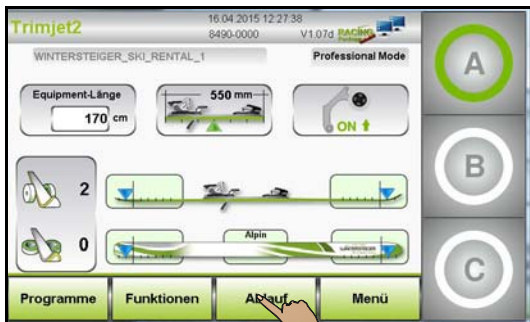 Trimjet2
16.04.2015 12:27:38
8490-0000 V1.07d RACING
WINTERSTEIGER_SKI_RENTAL_1 Professional Mode
A
Equipment-Länge
170 cm
550 mm
ON
B
2
Alpin
0
C
Programme Funktionen Ablauf Menü